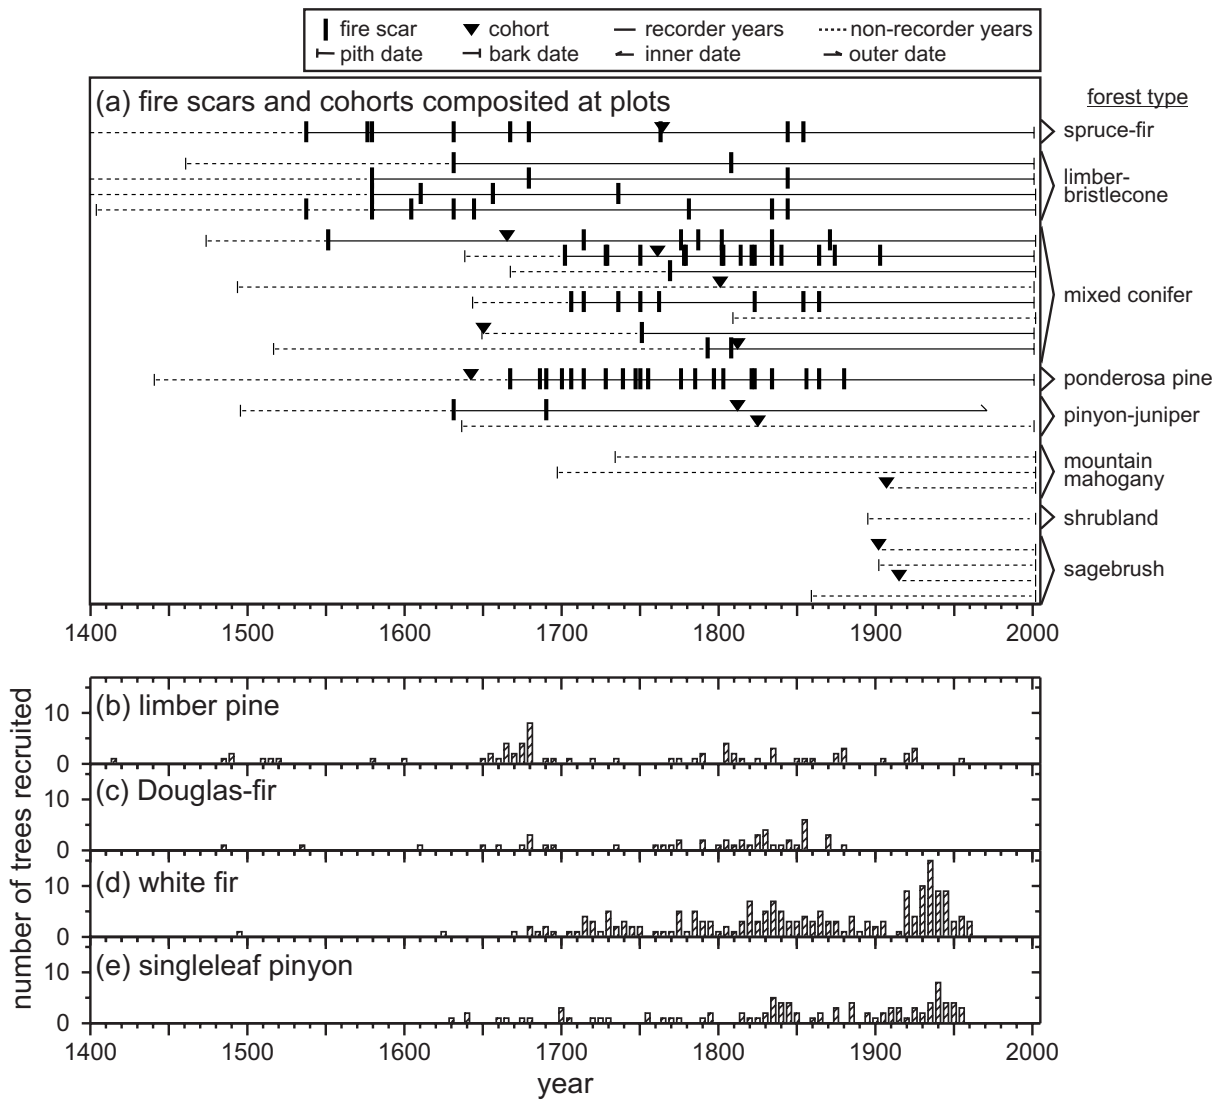 fire scar cohort recorder years non-recorder years
pith date bark date inner date outer date
(a) fire scars and cohorts composited at plots
forest type
spruce-fir
limber-
bristlecone
mixed conifer
ponderosa pine
pinyon-juniper
mountain
mahogany
shrubland
sagebrush
1400 1500 1600 1700 1800 1900 2000
number of trees recruited
(b) limber pine
10
0
(c) Douglas-fir
10
0
(d) white fir
10
0
(e) singleleaf pinyon
10
0
1400 1500 1600 1700 1800 1900 2000
year